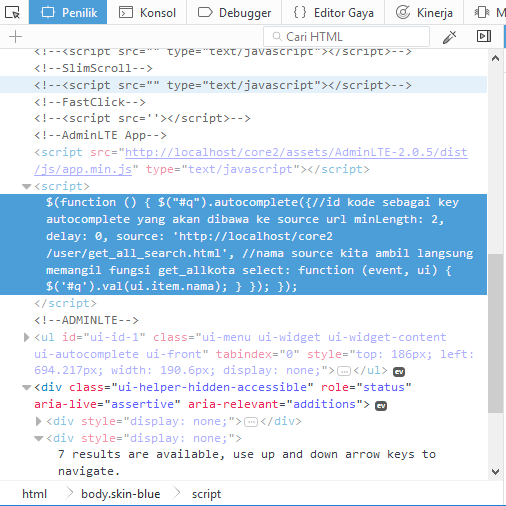 Penilik Konsol Debugger Editor Gaya Kinerja M
Cari HTML
<!--<script src="" type="text/javascript"></script>-->
<!--SlimScroll-->
<!--<script src="" type="text/javascript"></script>-->
<!--FastClick-->
<!--<script src=''></script>-->
<!--AdminLTE App-->
<script src="http://localhost/core2/assets/AdminLTE-2.0.5/dist
/js/app.min.js" type="text/javascript"></script>
<script>
$(function () { $("#q").autocomplete({//id kode sebagai key
autocomplete yang akan dibawa ke source url minLength: 2,
delay: 0, source: 'http://localhost/core2
/user/get_all_search.html', //nama source kita ambil langsung
memangil fungsi get_allkota select: function (event, ui) {
$('#q').val(ui.item.nama); } }); });
</script>
<!--ADMINLTE-->
<ul id="ui-id-1" class="ui-menu ui-widget ui-widget-content
ui-autocomplete ui-front" tabindex="0" style="top: 186px; left:
694.217px; width: 190.6px; display: none;"></ul> ev
<div class="ui-helper-hidden-accessible" role="status"
aria-live="assertive" aria-relevant="additions"> ev
<div style="display: none;"></div>
<div style="display: none;">
7 results are available, use up and down arrow keys to
navigate.
html body.skin-blue script